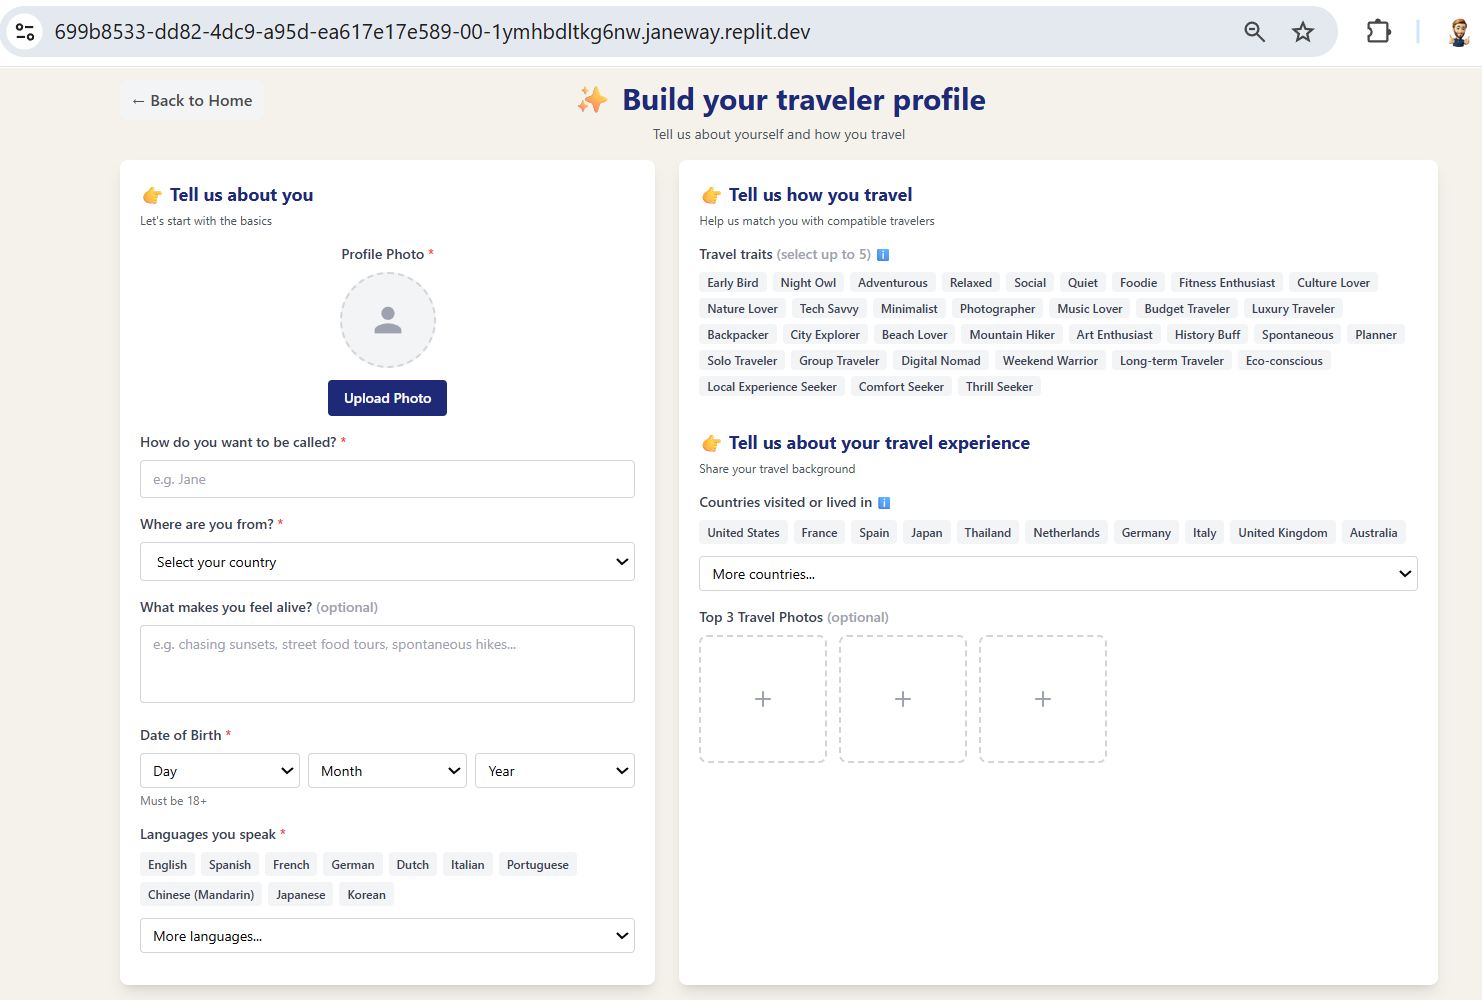 699b8533-dd82-4dc9-a95d-ea617e17e589-00-1ymhbdltkg6nw.janeway.replit.dev
← Back to Home
✨ Build your traveler profile
Tell us about yourself and how you travel
👉 Tell us about you
Let's start with the basics
Profile Photo *
Upload Photo
How do you want to be called? *
e.g. Jane
Where are you from? *
Select your country
What makes you feel alive? (optional)
e.g. chasing sunsets, street food tours, spontaneous hikes...
Date of Birth *
Day Month Year
Must be 18+
Languages you speak *
English Spanish French German Dutch Italian Portuguese
Chinese (Mandarin) Japanese Korean
More languages...
👉 Tell us how you travel
Help us match you with compatible travelers
Travel traits (select up to 5) ℹ️
Early Bird Night Owl Adventurous Relaxed Social Quiet Foodie Fitness Enthusiast Culture Lover
Nature Lover Tech Savvy Minimalist Photographer Music Lover Budget Traveler Luxury Traveler
Backpacker City Explorer Beach Lover Mountain Hiker Art Enthusiast History Buff Spontaneous Planner
Solo Traveler Group Traveler Digital Nomad Weekend Warrior Long-term Traveler Eco-conscious
Local Experience Seeker Comfort Seeker Thrill Seeker
👉 Tell us about your travel experience
Share your travel background
Countries visited or lived in ℹ️
United States France Spain Japan Thailand Netherlands Germany Italy United Kingdom Australia
More countries...
Top 3 Travel Photos (optional)
+ + +